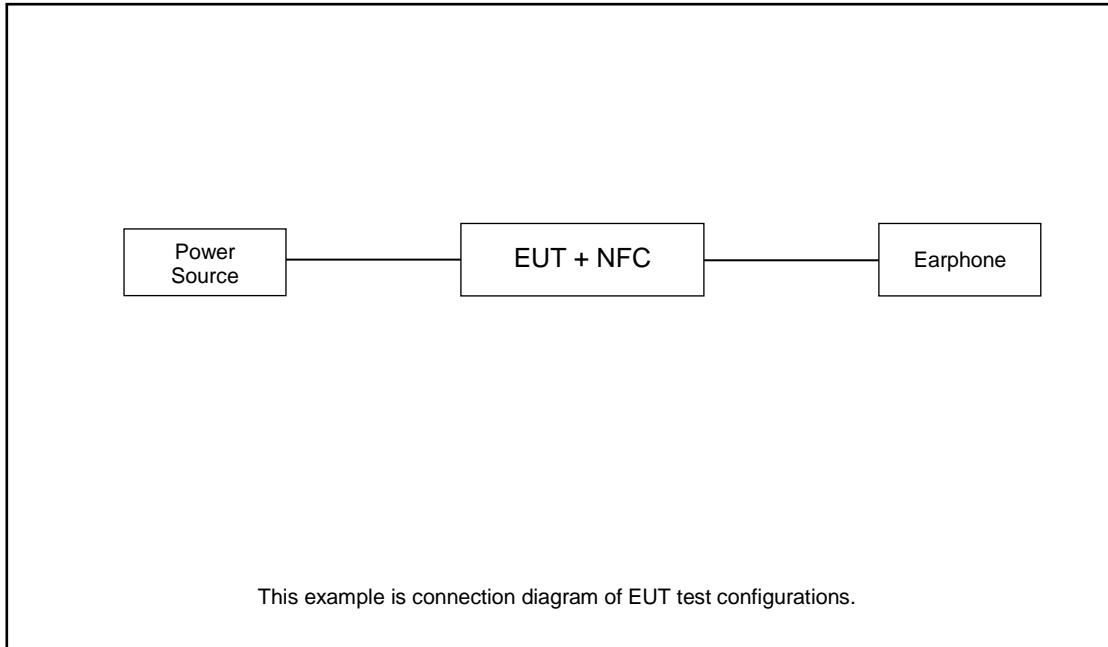 Power
Source
EUT + NFC
Earphone
This example is connection diagram of EUT test configurations.